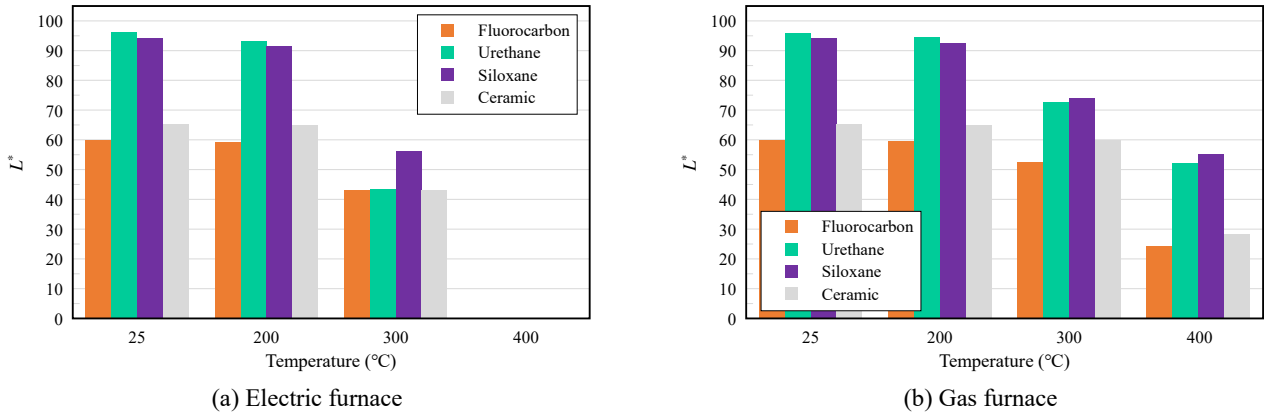 100
90
80
70
60
50
40
30
20
10
0
L*
Fluorocarbon
Urethane
Siloxane
Ceramic
25 200 300 400
Temperature (℃)
(a) Electric furnace
100
90
80
70
60
50
40
30
20
10
0
L*
Fluorocarbon
Urethane
Siloxane
Ceramic
25 200 300 400
Temperature (℃)
(b) Gas furnace